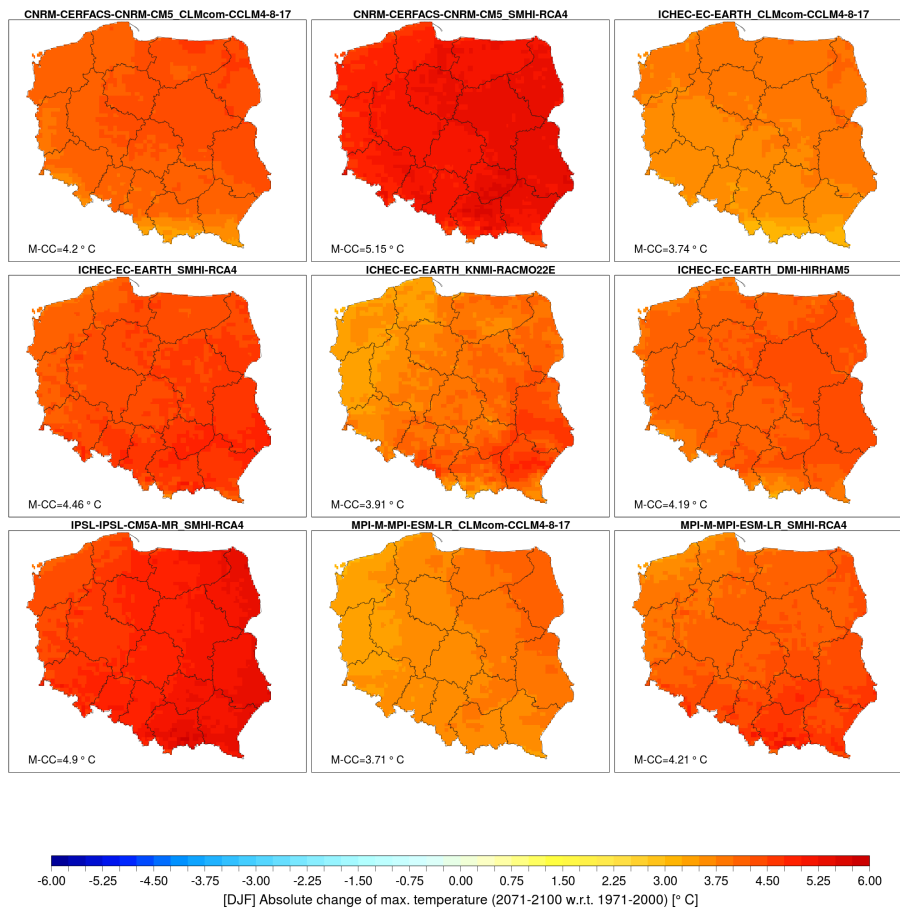 CNRM-CERFACS-CNRM-CM5_CLMcom-CCLM4-8-17
CNRM-CERFACS-CNRM-CM5_SMHI-RCA4
ICHEC-EC-EARTH_CLMcom-CCLM4-8-17
M-CC=4.2 ° C
M-CC=5.15 ° C
M-CC=3.74 ° C
ICHEC-EC-EARTH_SMHI-RCA4
ICHEC-EC-EARTH_KNMI-RACMO22E
ICHEC-EC-EARTH_DMI-HIRHAM5
M-CC=4.46 ° C
M-CC=3.91 ° C
M-CC=4.19 ° C
IPSL-IPSL-CM5A-MR_SMHI-RCA4
MPI-M-MPI-ESM-LR_CLMcom-CCLM4-8-17
MPI-M-MPI-ESM-LR_SMHI-RCA4
M-CC=4.9 ° C
M-CC=3.71 ° C
M-CC=4.21 ° C
-6.00 -5.25 -4.50 -3.75 -3.00 -2.25 -1.50 -0.75 0.00 0.75 1.50 2.25 3.00 3.75 4.50 5.25 6.00
[DJF] Absolute change of max. temperature (2071-2100 w.r.t. 1971-2000) [° C]